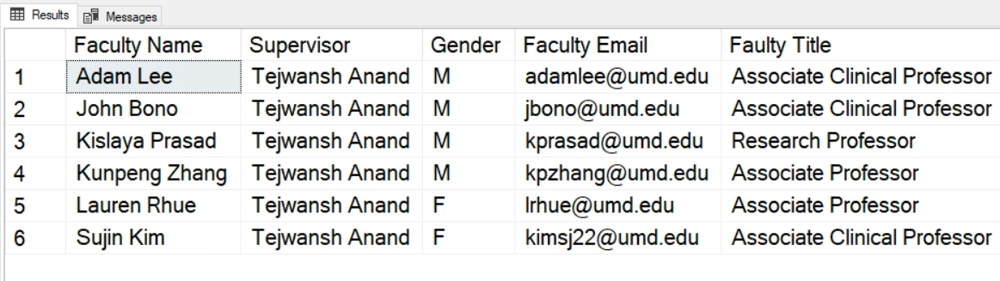 Results Messages
Faculty Name Supervisor Gender Faculty Email Faulty Title
1 Adam Lee Tejwansh Anand M adamlee@umd.edu Associate Clinical Professor
2 John Bono Tejwansh Anand M jbono@umd.edu Associate Clinical Professor
3 Kislaya Prasad Tejwansh Anand M kprasad@umd.edu Research Professor
4 Kunpeng Zhang Tejwansh Anand M kpzhang@umd.edu Associate Professor
5 Lauren Rhue Tejwansh Anand F lrhue@umd.edu Associate Professor
6 Sujin Kim Tejwansh Anand F kimsj22@umd.edu Associate Clinical Professor